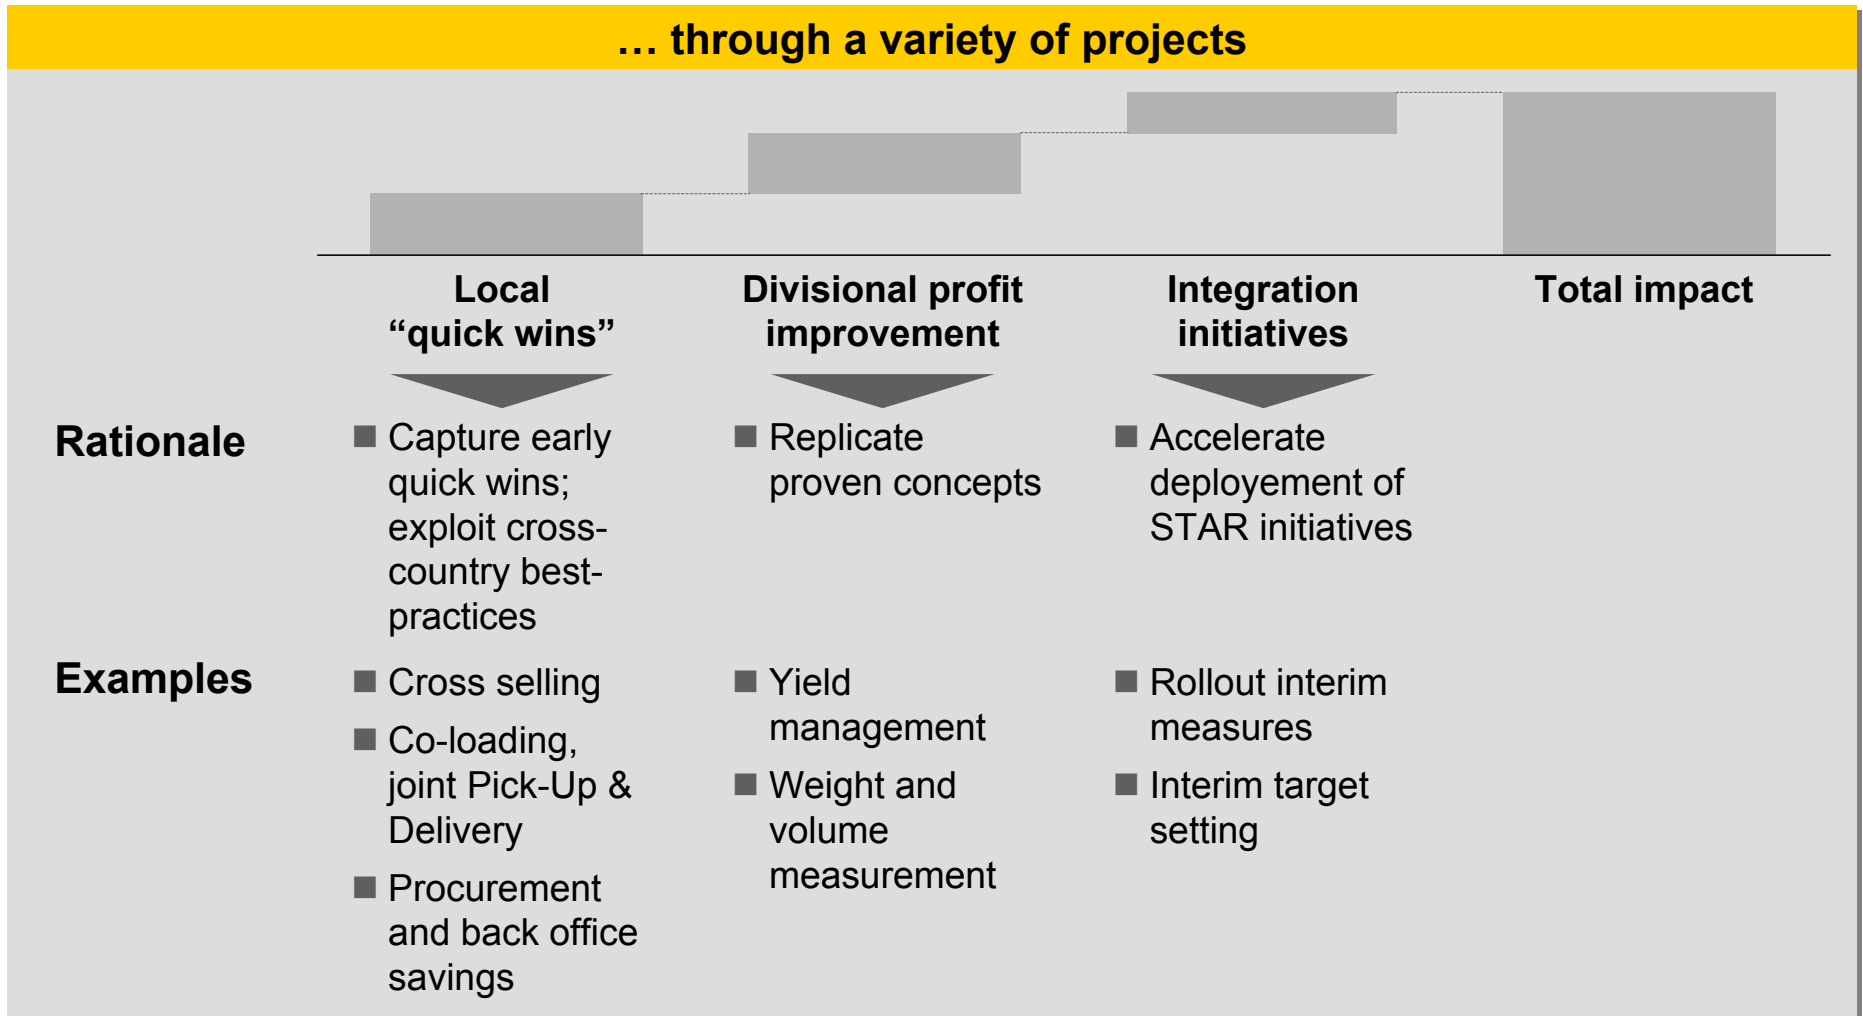 … through a variety of projects
Local
“quick wins”
Divisional profit
improvement
Integration
initiatives
Total impact
Rationale
Capture early
quick wins;
exploit cross-
country best-
practices
Replicate
proven concepts
Accelerate
deployement of
STAR initiatives
Examples
Cross selling
Co-loading,
joint Pick-Up &
Delivery
Procurement
and back office
savings
Yield
management
Weight and
volume
measurement
Rollout interim
measures
Interim target
setting